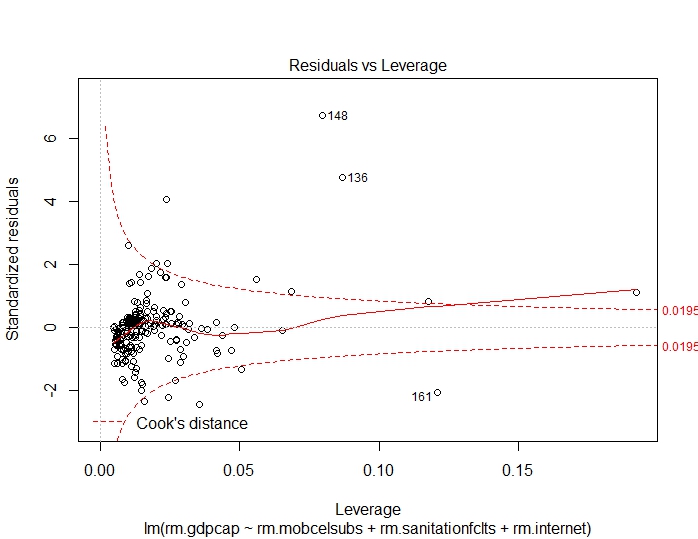 Residuals vs Leverage
Standardized residuals
6
4
2
0
-2
148
136
161
0.0195
0.0195
Cook's distance
0.00
0.05
0.10
0.15
Leverage
lm(rm.gdpcap ~ rm.mobcelsubs + rm.sanitationfclts + rm.internet)